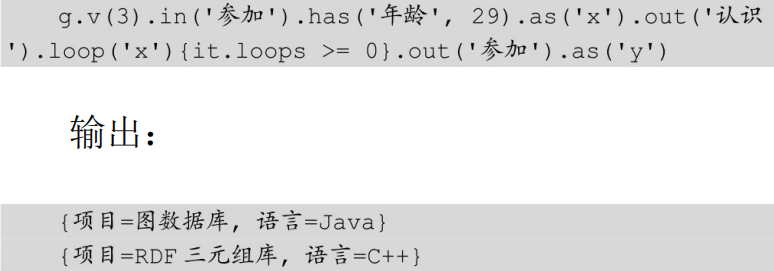 g.v(3).in('参加').has('年龄', 29).as('x').out('认识
').loop('x'){it.loops >= 0}.out('参加').as('y')
输出：
{项目=图数据库, 语言=Java}
{项目=RDF 三元组库, 语言=C++}